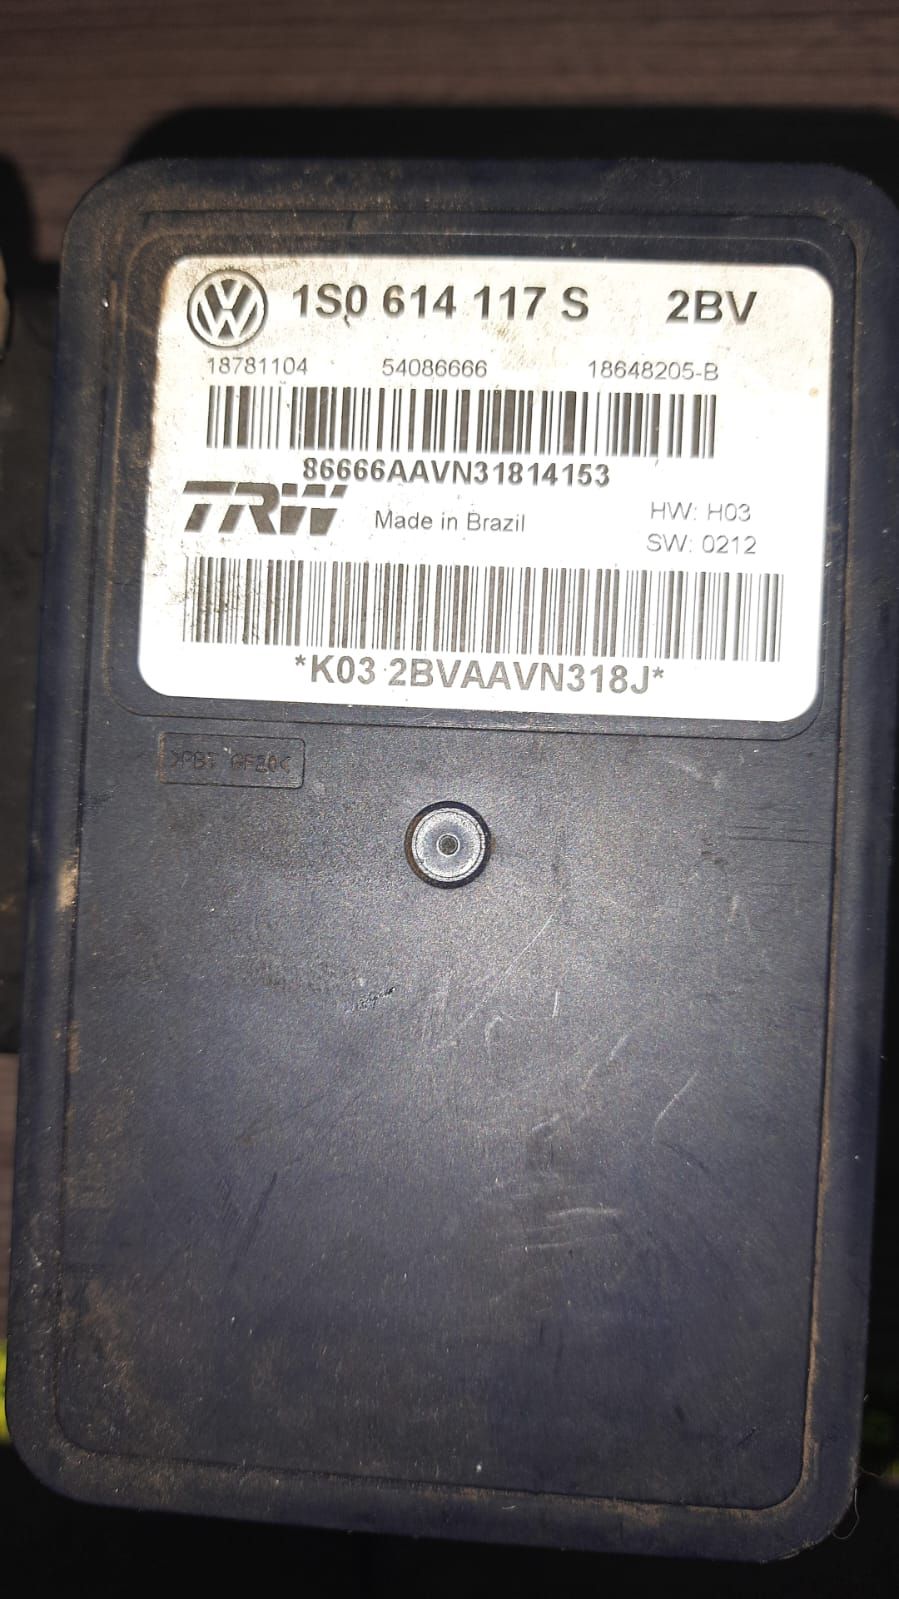 1S0 614 117 S 2BV
18781104 54086666 18648205-B
86666AAVN31814153
TRW Made in Brazil HW: H03
SW: 0212
*K03 2BVAAVN318J*